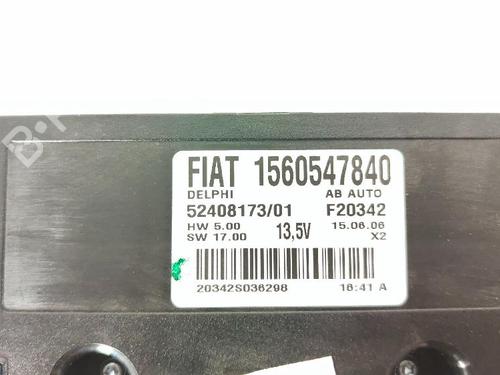 FIAT 1560547840
DELPHI AB AUTO
52408173/01 F20342
HW 5.00 13,5V 15.06.06
SW 17.00 X2
20342S036298 16:41 A